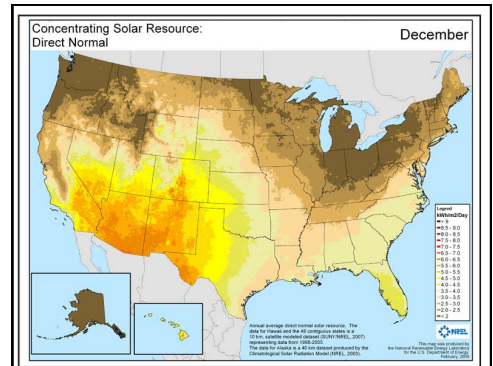 Concentrating Solar Resource:
Direct Normal
December
Legend
kWh/m2/Day
> 9
8.5 - 9.0
8.0 - 8.5
7.5 - 8.0
7.0 - 7.5
6.5 - 7.0
6.0 - 6.5
5.5 - 6.0
5.0 - 5.5
4.5 - 5.0
4.0 - 4.5
3.5 - 4.0
3.0 - 3.5
2.5 - 3.0
2.0 - 2.5
< 2
Annual average direct normal solar resource. The
data for Hawaii and the 48 contiguous states is a
10 km, satellite modeled dataset (SUNY/NREL, 2007)
representing data from 1998-2005.
The data for Alaska is a 40 km dataset produced by the
Climatological Solar Radiation Model (NREL, 2003).
NREL
This map was produced by
the National Renewable Energy Laboratory
for the U.S. Department of Energy.
February, 2009